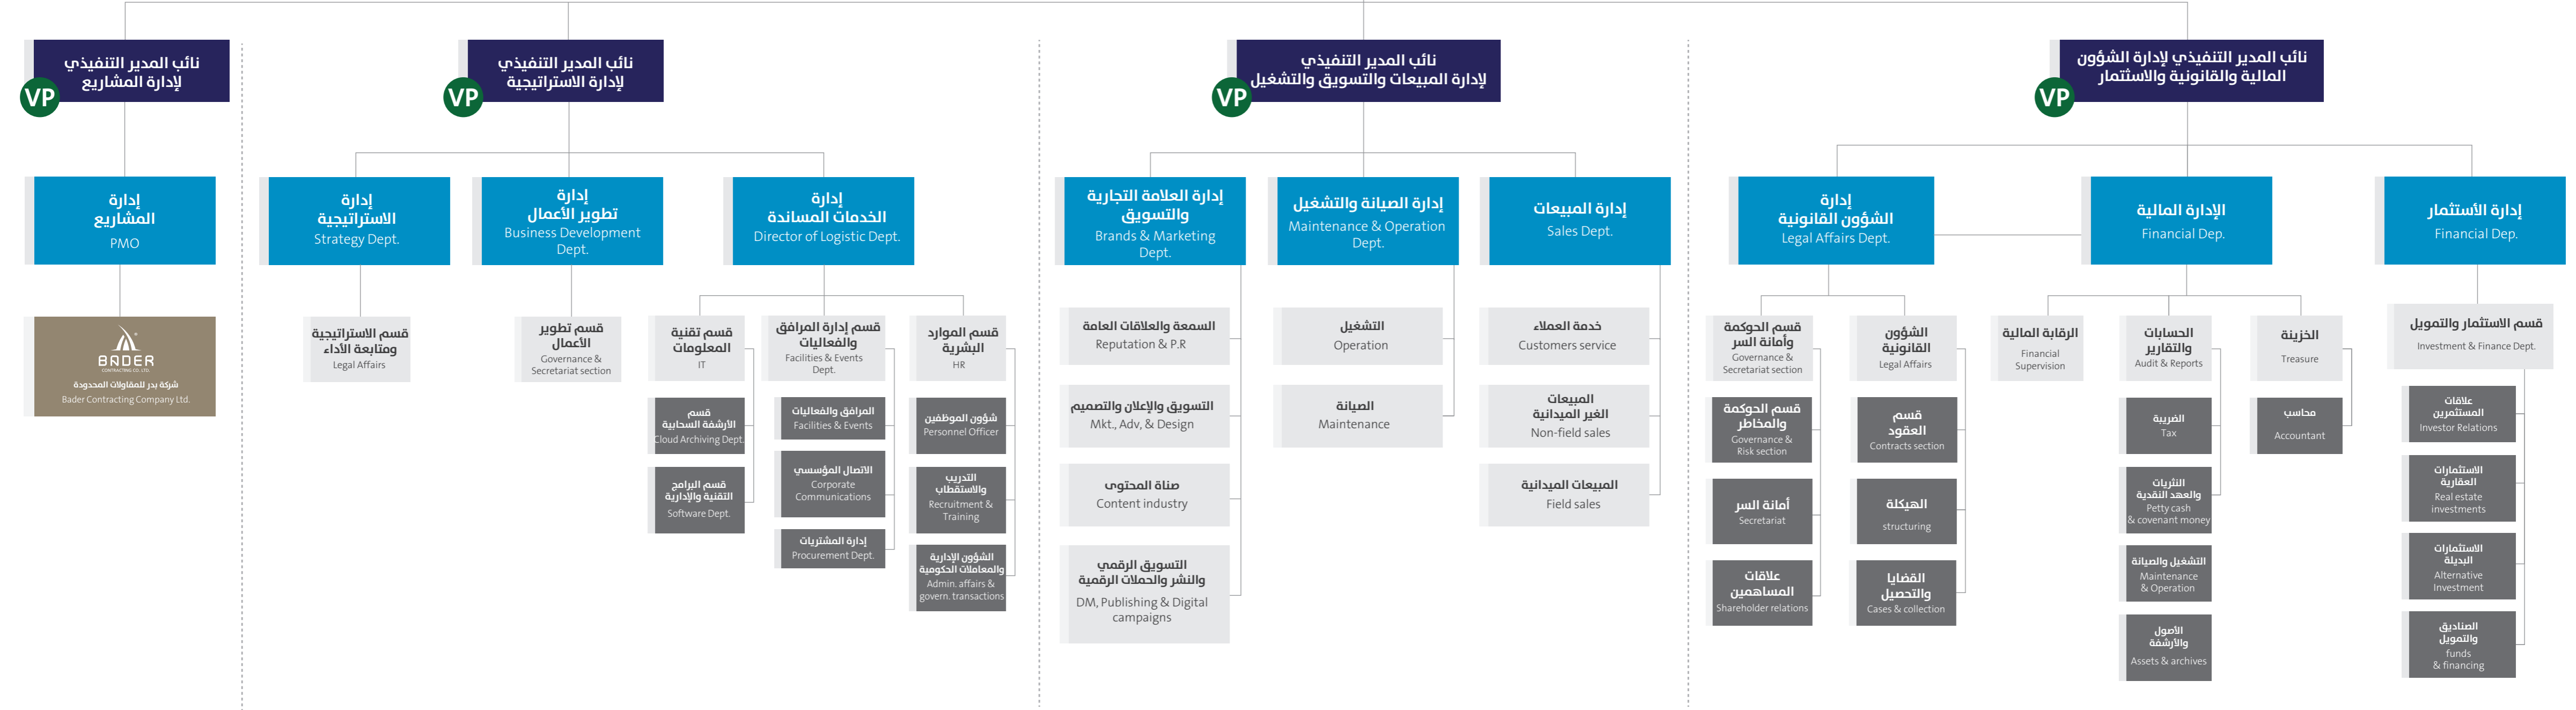 نائب المدير التنفيذي لإدارة الشؤون
المالية والقانونية والاستثمار
VP
نائب المدير التنفيذي
لإدارة المبيعات والتسويق والتشغيل
VP
نائب المدير التنفيذي
لإدارة الاستراتيجية
VP
نائب المدير التنفيذي
لإدارة المشاريع
VP
إدارة الأستثمار
Financial Dep.
الإدارة المالية
Financial Dep.
إدارة
الشؤون القانونية
Legal Affairs Dept.
إدارة المبيعات
Sales Dept.
إدارة الصيانة والتشغيل
Maintenance & Operation
Dept.
إدارة العلامة التجارية
والتسويق
Brands & Marketing
Dept.
إدارة
الخدمات المساندة
Director of Logistic Dept.
إدارة
تطوير الأعمال
Business Development
Dept.
إدارة
الاستراتيجية
Strategy Dept.
إدارة
المشاريع
PMO
قسم الاستثمار والتمويل
Investment & Finance Dept.
علاقات
المستثمرين
Investor Relations
الاستثمارات
العقارية
Real estate
investments
الاستثمارات
البديلة
Alternative
Investment
الصناديق
والتمويل
funds
& financing
الخزينة
Treasure
محاسب
Accountant
الحسابات
والتقارير
Audit & Reports
الضريبة
Tax
النثريات
والعهد النقدية
Petty cash
& covenant money
التشغيل والصيانة
Maintenance
& Operation
الأصول
والأرشفة
Assets & archives
الرقابة المالية
Financial
Supervision
الشؤون
القانونية
Legal Affairs
قسم
العقود
Contracts section
الهيكلة
structuring
القضايا
والتحصيل
Cases & collection
قسم الحوكمة
وأمانة السر
Governance &
Secretariat section
قسم الحوكمة
والمخاطر
Governance &
Risk section
أمانة السر
Secretariat
علاقات
المساهمين
Shareholder relations
خدمة العملاء
Customers service
المبيعات
الغير الميدانية
Non-field sales
المبيعات الميدانية
Field sales
التشغيل
Operation
الصيانة
Maintenance
السمعة والعلاقات العامة
Reputation & P.R
التسويق والإعلان والتصميم
Mkt., Adv, & Design
صناة المحتوى
Content industry
التسويق الرقمي
والنشر والحملات الرقمية
DM, Publishing & Digital
campaigns
قسم الموارد
البشرية
HR
شؤون الموظفين
Personnel Officer
التدريب
والاستقطاب
Recruitment &
Training
الشؤون الإدارية
والمعاملات الحكومية
Admin. affairs &
govern. transactions
قسم إدارة المرافق
والفعاليات
Facilities & Events
Dept.
المرافق والفعاليات
Facilities & Events
الاتصال المؤسسي
Corporate
Communications
إدارة المشتريات
Procurement Dept.
قسم تقنية
المعلومات
IT
قسم
الأرشفة السحابية
Cloud Archiving Dept.
قسم البرامج
التقنية والإدارية
Software Dept.
قسم تطوير
الأعمال
Governance &
Secretariat section
قسم الاستراتيجية
ومتابعة الأداء
Legal Affairs
BADER
CONTRACTING CO. LTD.
شركة بدر للمقاولات المحدودة
Bader Contracting Company Ltd.